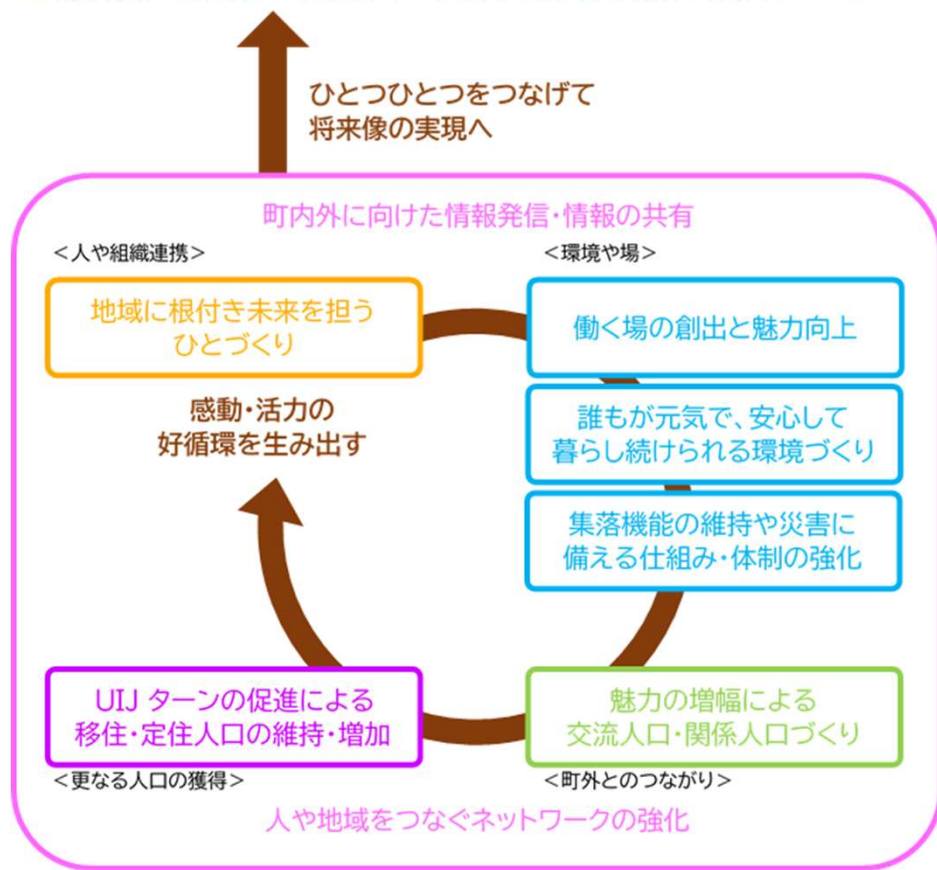 ひとつひとつをつなげて
将来像の実現へ
町内外に向けた情報発信・情報の共有
＜人や組織連携＞
＜環境や場＞
地域に根付き未来を担う
ひとづくり
働く場の創出と魅力向上
感動・活力の
好循環を生み出す
誰もが元気で、安心して
暮らし続けられる環境づくり
集落機能の維持や災害に
備える仕組み・体制の強化
UIJ ターンの促進による
移住・定住人口の維持・増加
魅力の増幅による
交流人口・関係人口づくり
＜更なる人口の獲得＞
＜町外とのつながり＞
人や地域をつなぐネットワークの強化